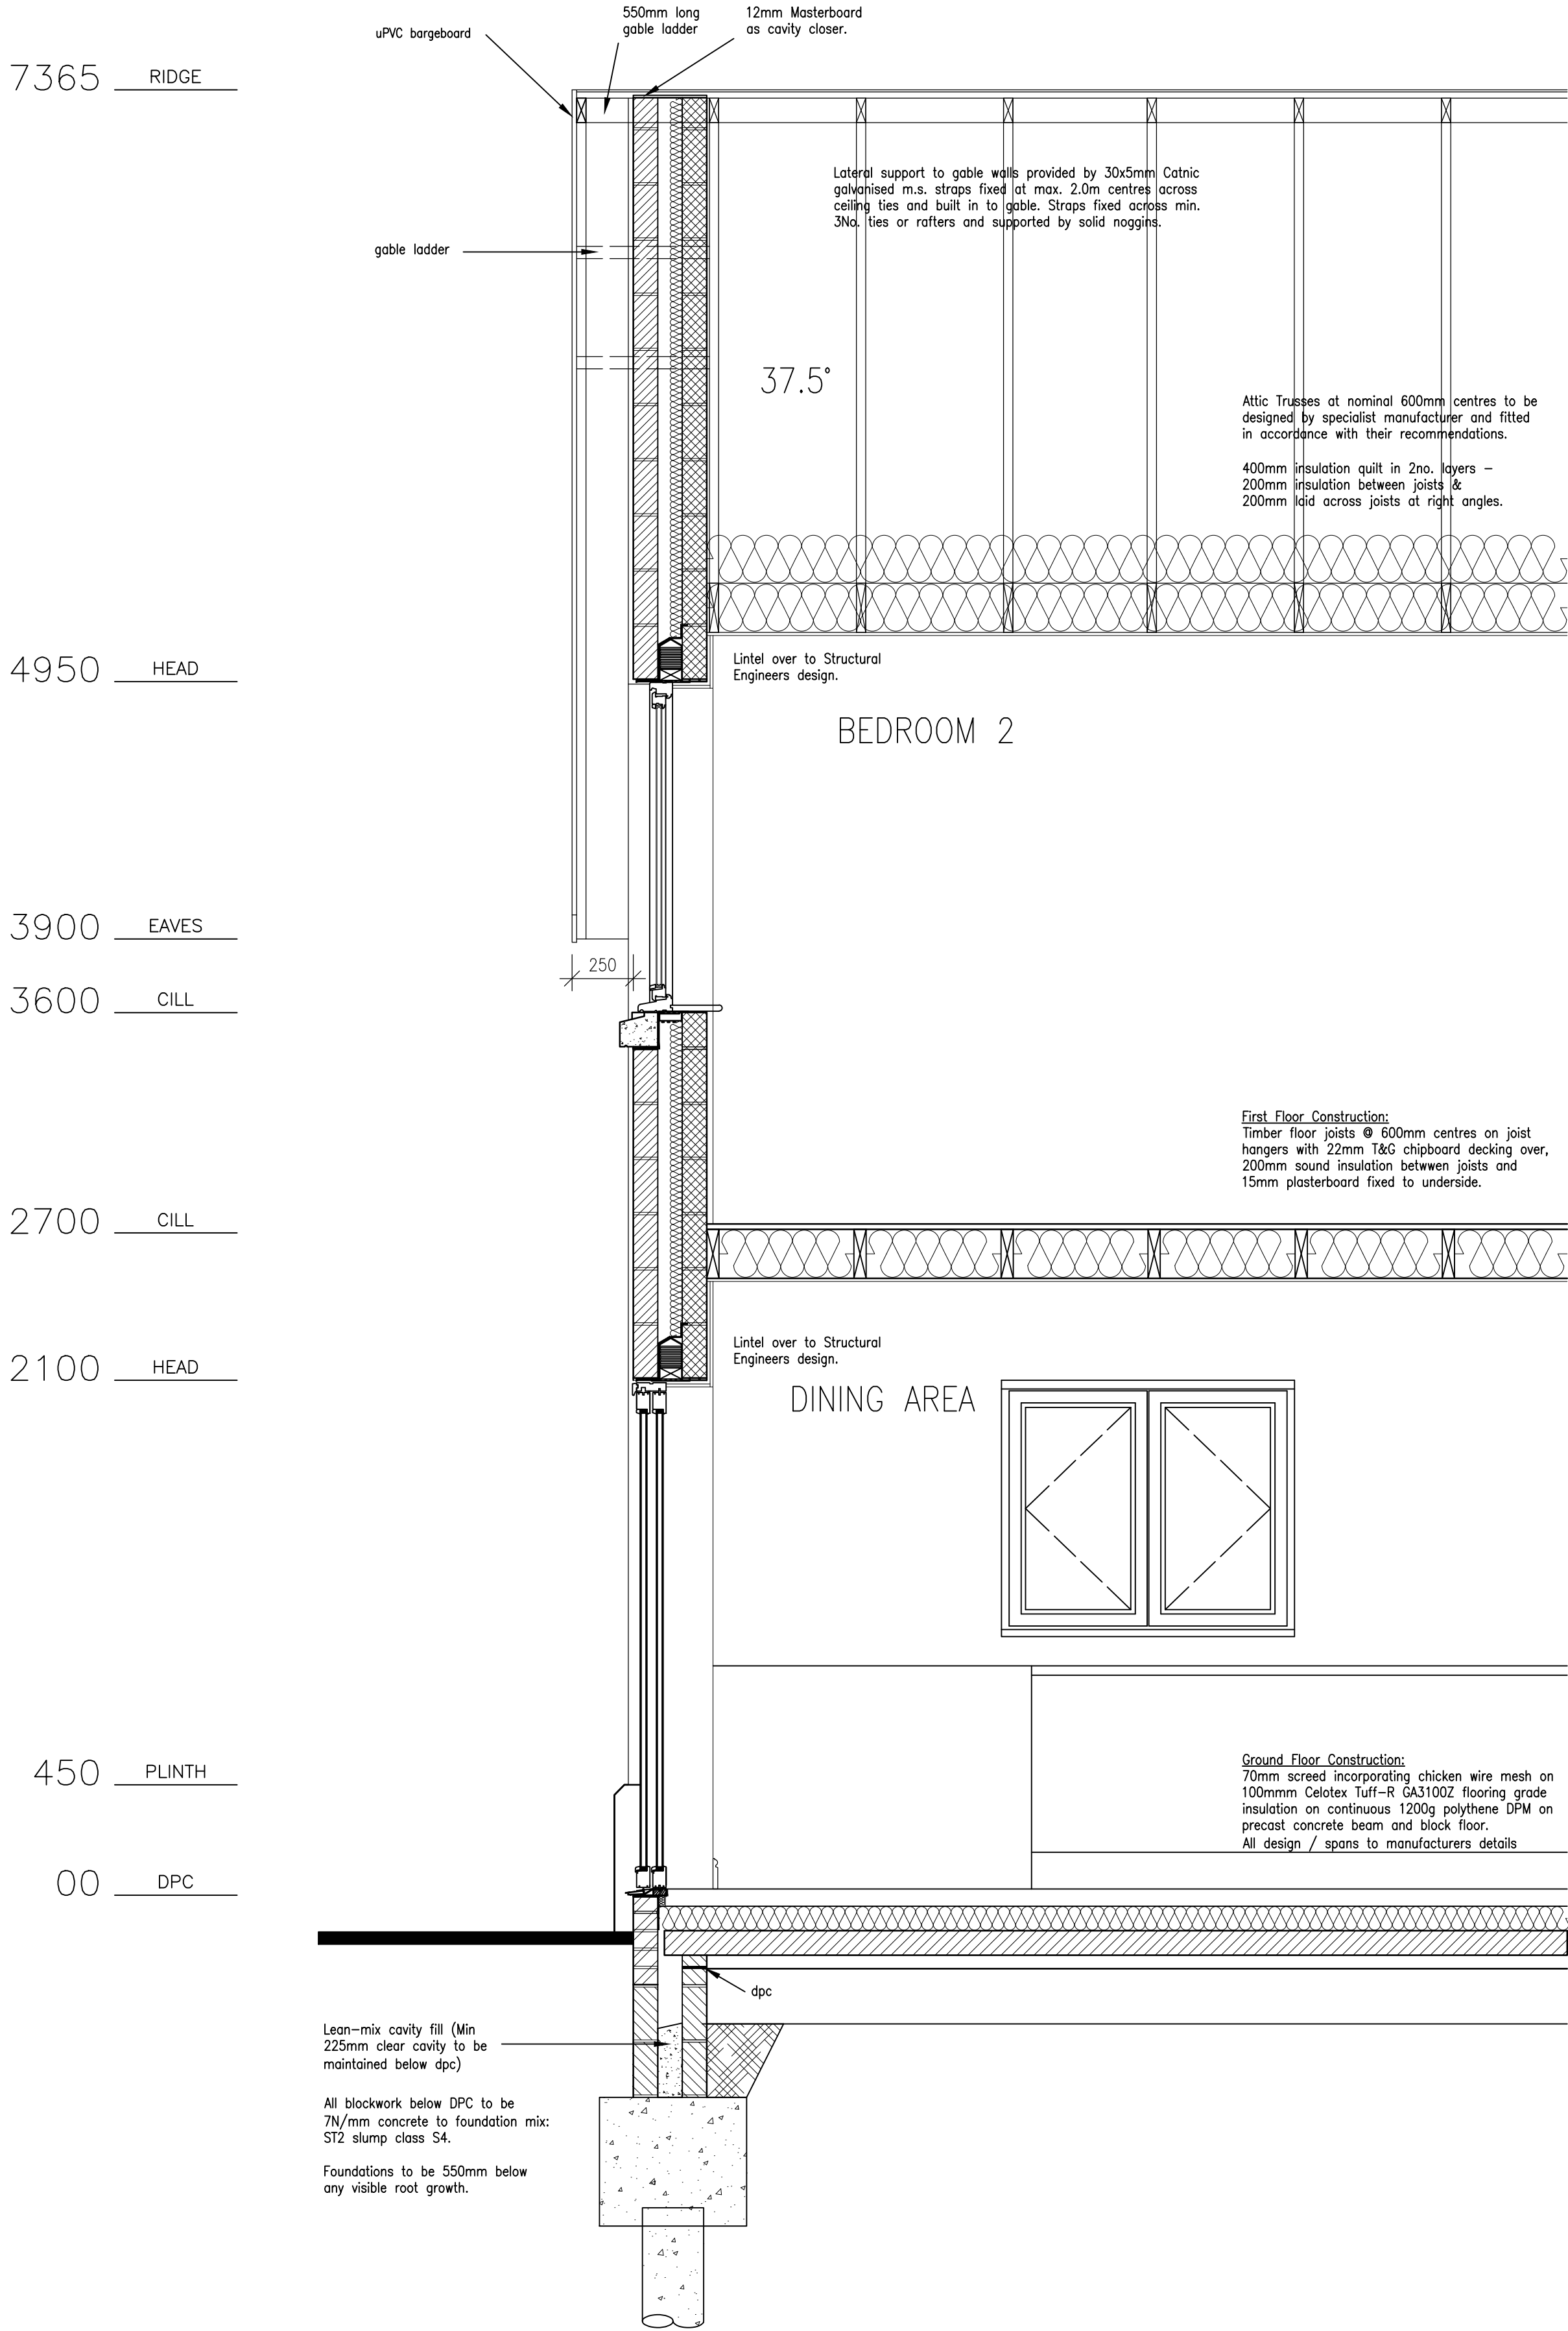 uPVC bargeboard
550mm long
gable ladder
12mm Masterboard
as cavity closer.
7365 RIDGE
Lateral support to gable walls provided by 30x5mm Catnic
galvanised m.s. straps fixed at max. 2.0m centres across
ceiling ties and built in to gable. Straps fixed across min.
3No. ties or rafters and supported by solid noggins.
gable ladder
37.5°
Attic Trusses at nominal 600mm centres to be
designed by specialist manufacturer and fitted
in accordance with their recommendations.
400mm insulation quilt in 2no. layers –
200mm insulation between joists &
200mm laid across joists at right angles.
4950 HEAD
Lintel over to Structural
Engineers design.
BEDROOM 2
3900 EAVES
250
3600 CILL
First Floor Construction:
Timber floor joists @ 600mm centres on joist
hangers with 22mm T&G chipboard decking over,
200mm sound insulation betwwen joists and
15mm plasterboard fixed to underside.
2700 CILL
Lintel over to Structural
Engineers design.
2100 HEAD
DINING AREA
450 PLINTH
Ground Floor Construction:
70mm screed incorporating chicken wire mesh on
100mmm Celotex Tuff-R GA3100Z flooring grade
insulation on continuous 1200g polythene DPM on
precast concrete beam and block floor.
All design / spans to manufacturers details
00 DPC
dpc
Lean-mix cavity fill (Min
225mm clear cavity to be
maintained below dpc)
All blockwork below DPC to be
7N/mm concrete to foundation mix:
ST2 slump class S4.
Foundations to be 550mm below
any visible root growth.